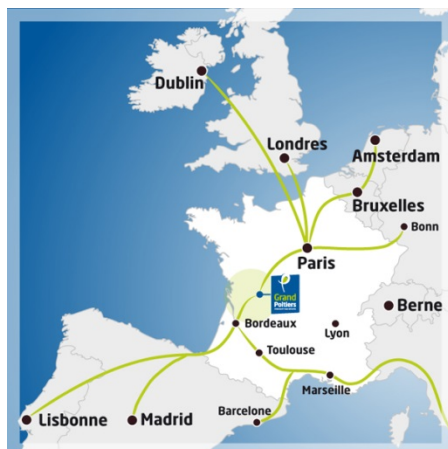 Dublin
Londres
Amsterdam
Bruxelles
Bonn
Paris
Grand
Poitiers
Berne
Bordeaux
Lyon
Toulouse
Marseille
Barcelone
Lisbonne
Madrid